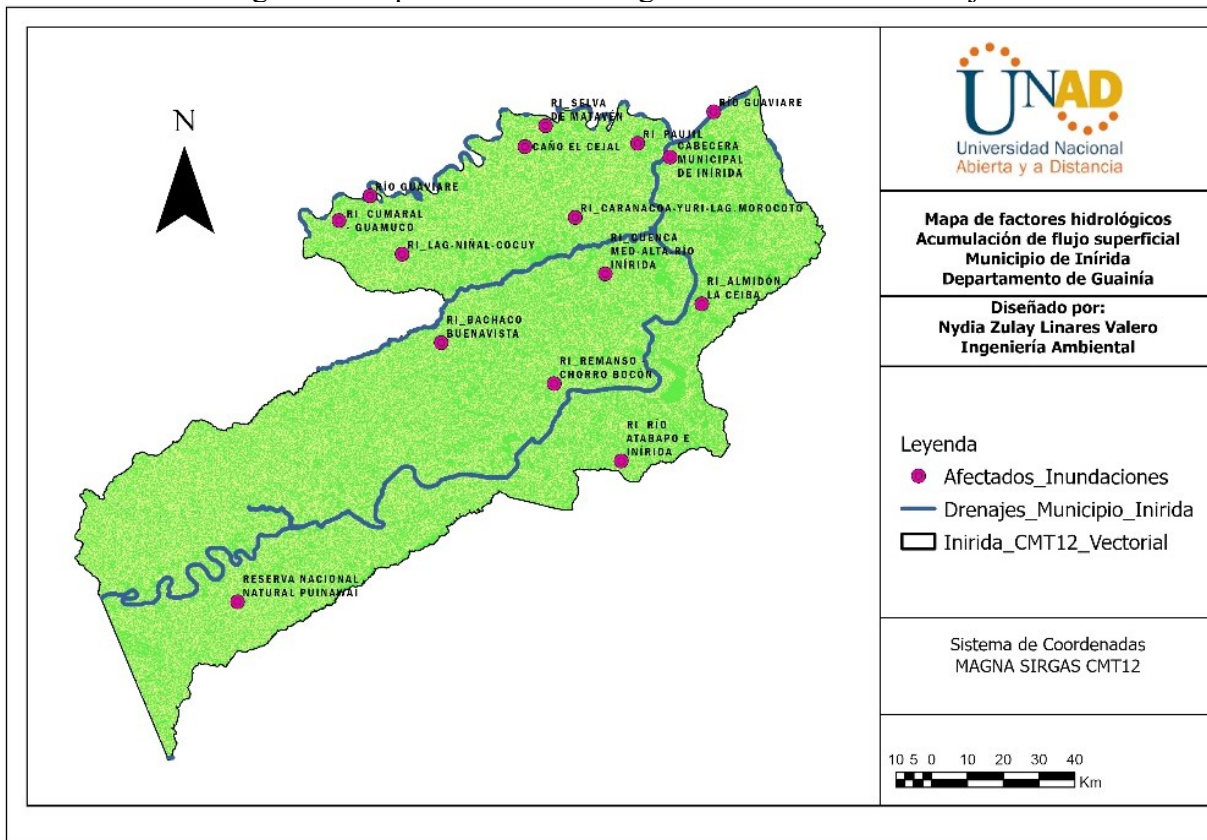 N
RI_SELVA
DE MATAVÉN
RÍO GUAVIARE
CAÑO EL CEJAL
RI_PAUJIL
CABECERA
MUNICIPAL
DE INÍRIDA
RÍO GUAVIARE
RI_CUMARAL
- GUAMUCO
RI_CARANACOA-YURI-LAG.MOROCOTO
RI_LAG-NIÑAL-COCUY
RI_CUENCA
MED-ALTA-RÍO
INÍRIDA
RI_ALMIDÓN
LA CEIBA
RI_BACHACO
BUENAVISTA
RI_REMANSO
CHORRO BOCÓN
RI_RÍO
ATABAPO E
INÍRIDA
RESERVA NACIONAL
NATURAL PUINAWAI
UNAD
Universidad Nacional
Abierta y a Distancia
Mapa de factores hidrológicos
Acumulación de flujo superficial
Municipio de Inírida
Departamento de Guainía
Diseñado por:
Nydia Zulay Linares Valero
Ingeniería Ambiental
Leyenda
Afectados_Inundaciones
Drenajes_Municipio_Inirida
Inirida_CMT12_Vectorial
Sistema de Coordenadas
MAGNA SIRGAS CMT12
10 5 0 10 20 30 40
Km